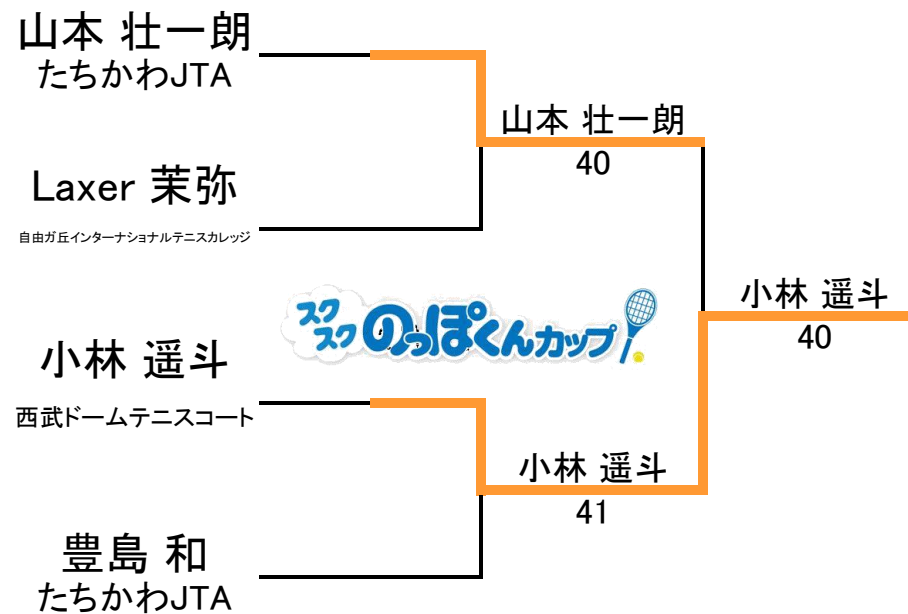 山本 壮一朗
たちかわJTA
山本 壮一朗
40
Laxer 茉弥
自由ガ丘インターナショナルテニスカレッジ
スクスク のっぽくんカップ
小林 遥斗
40
小林 遥斗
西武ドームテニスコート
小林 遥斗
41
豊島 和
たちかわJTA